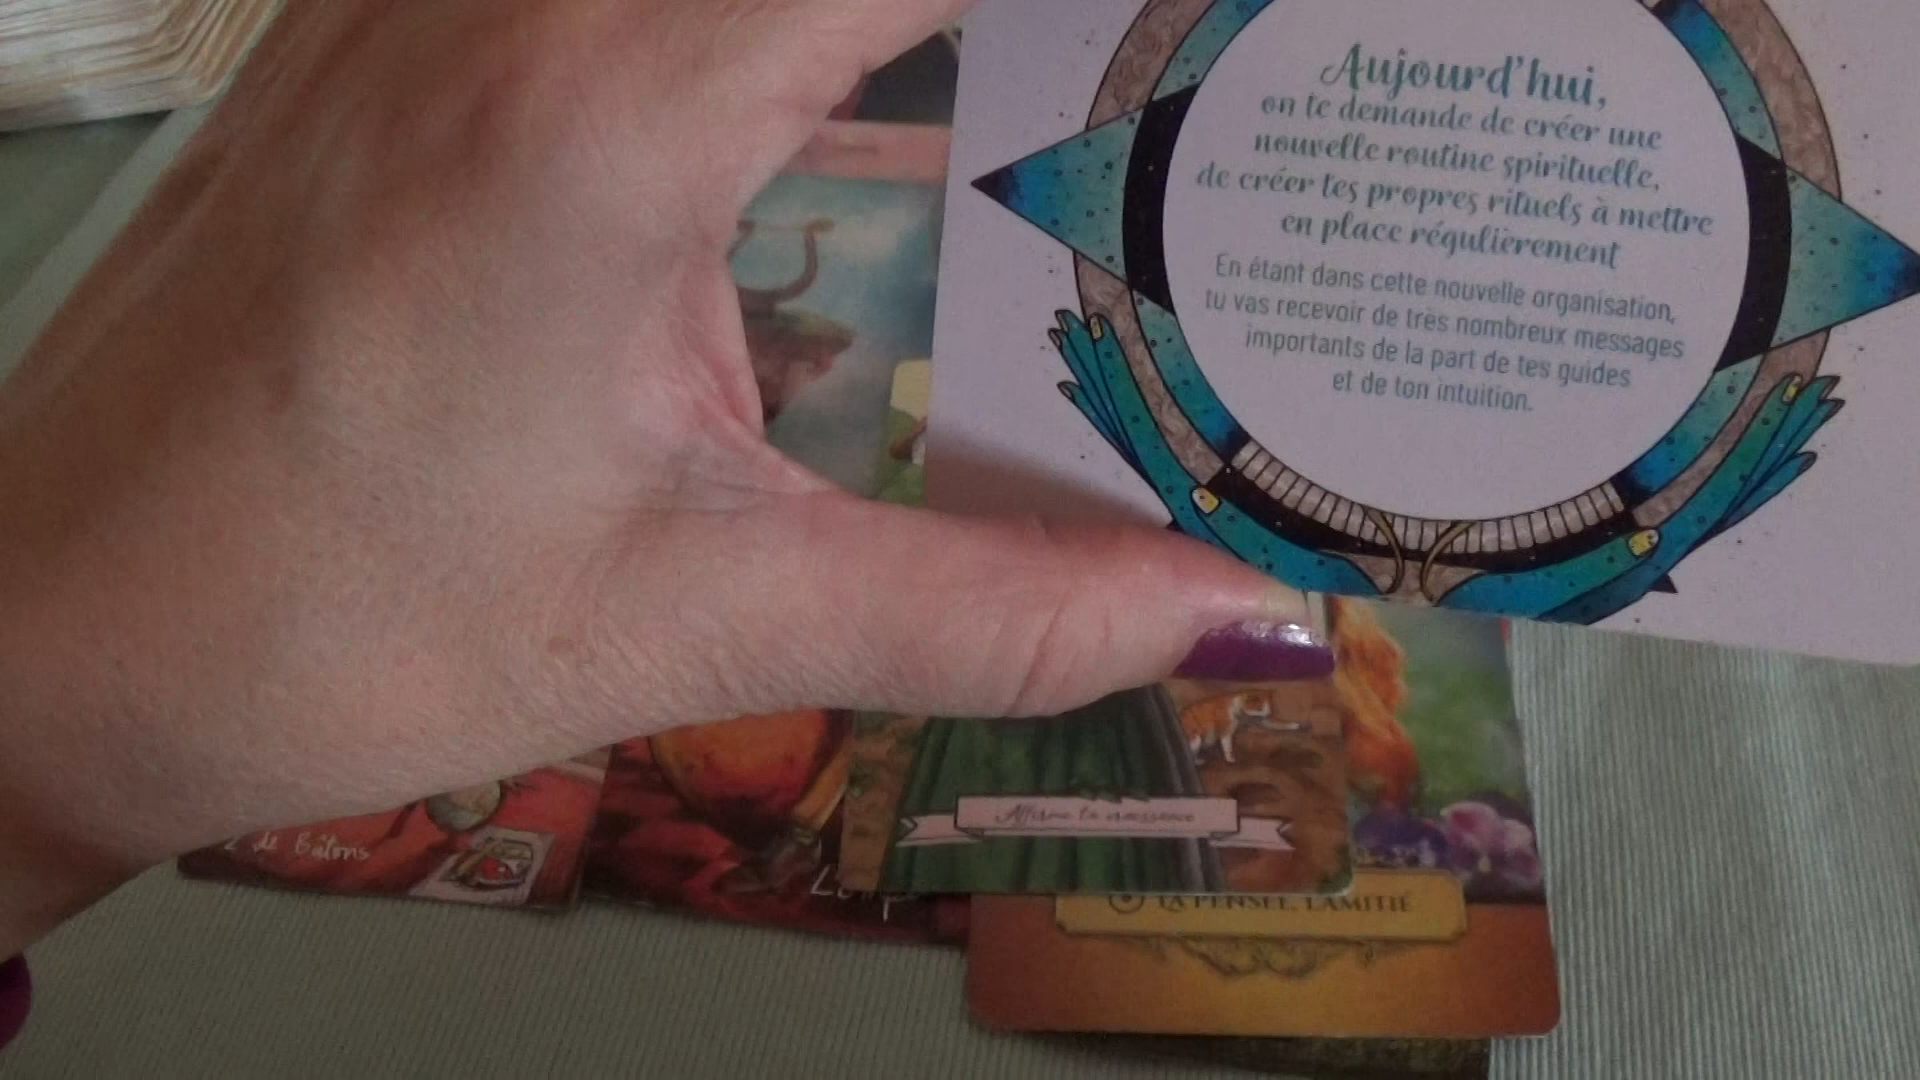 Aujourd'hui,
on te demande de créer une
nouvelle routine spirituelle,
de créer tes propres rituels à mettre
en place régulièrement
En étant dans cette nouvelle organisation,
tu vas recevoir de très nombreux messages
importants de la part de tes guides
et de ton intuition.
de Bâtons
LA PENSÉE, L'AMITIÉ